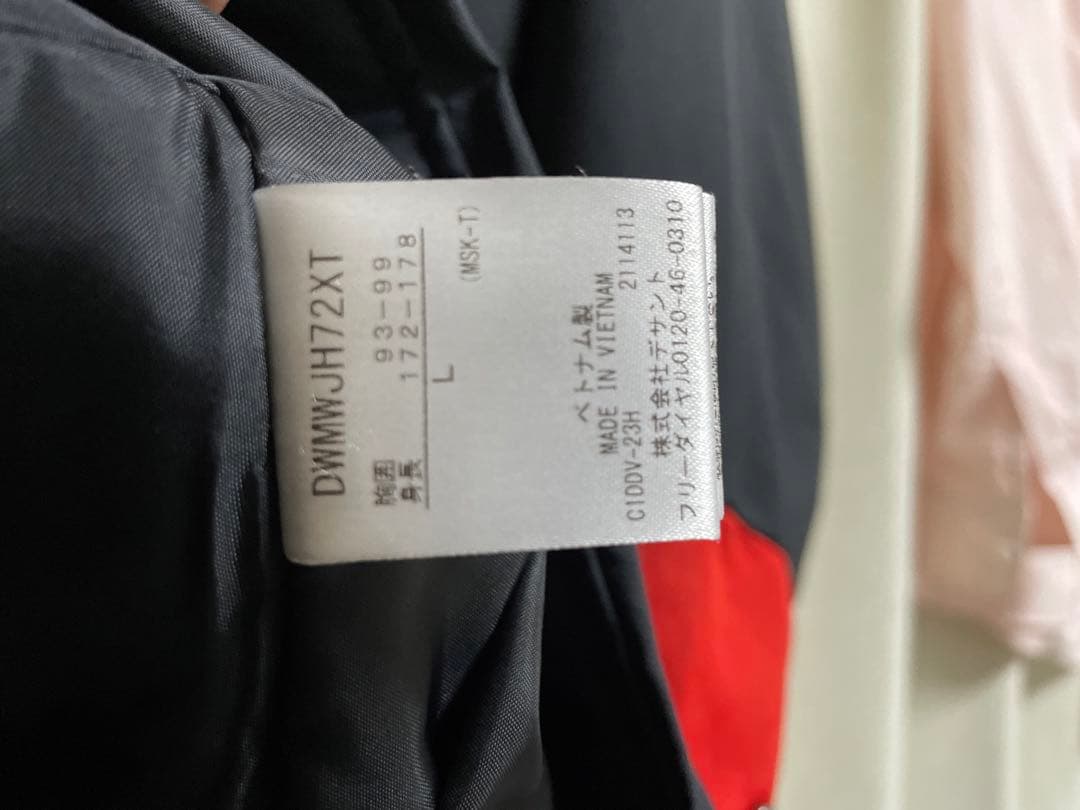 DWMWJH72XT
胸囲 93-99
身長 172-178
L
(MSK-T)
ベトナム製
MADE IN VIETNAM
C1DDV-23H 2114113
株式会社デサント
フリーダイヤル0120-46-0310